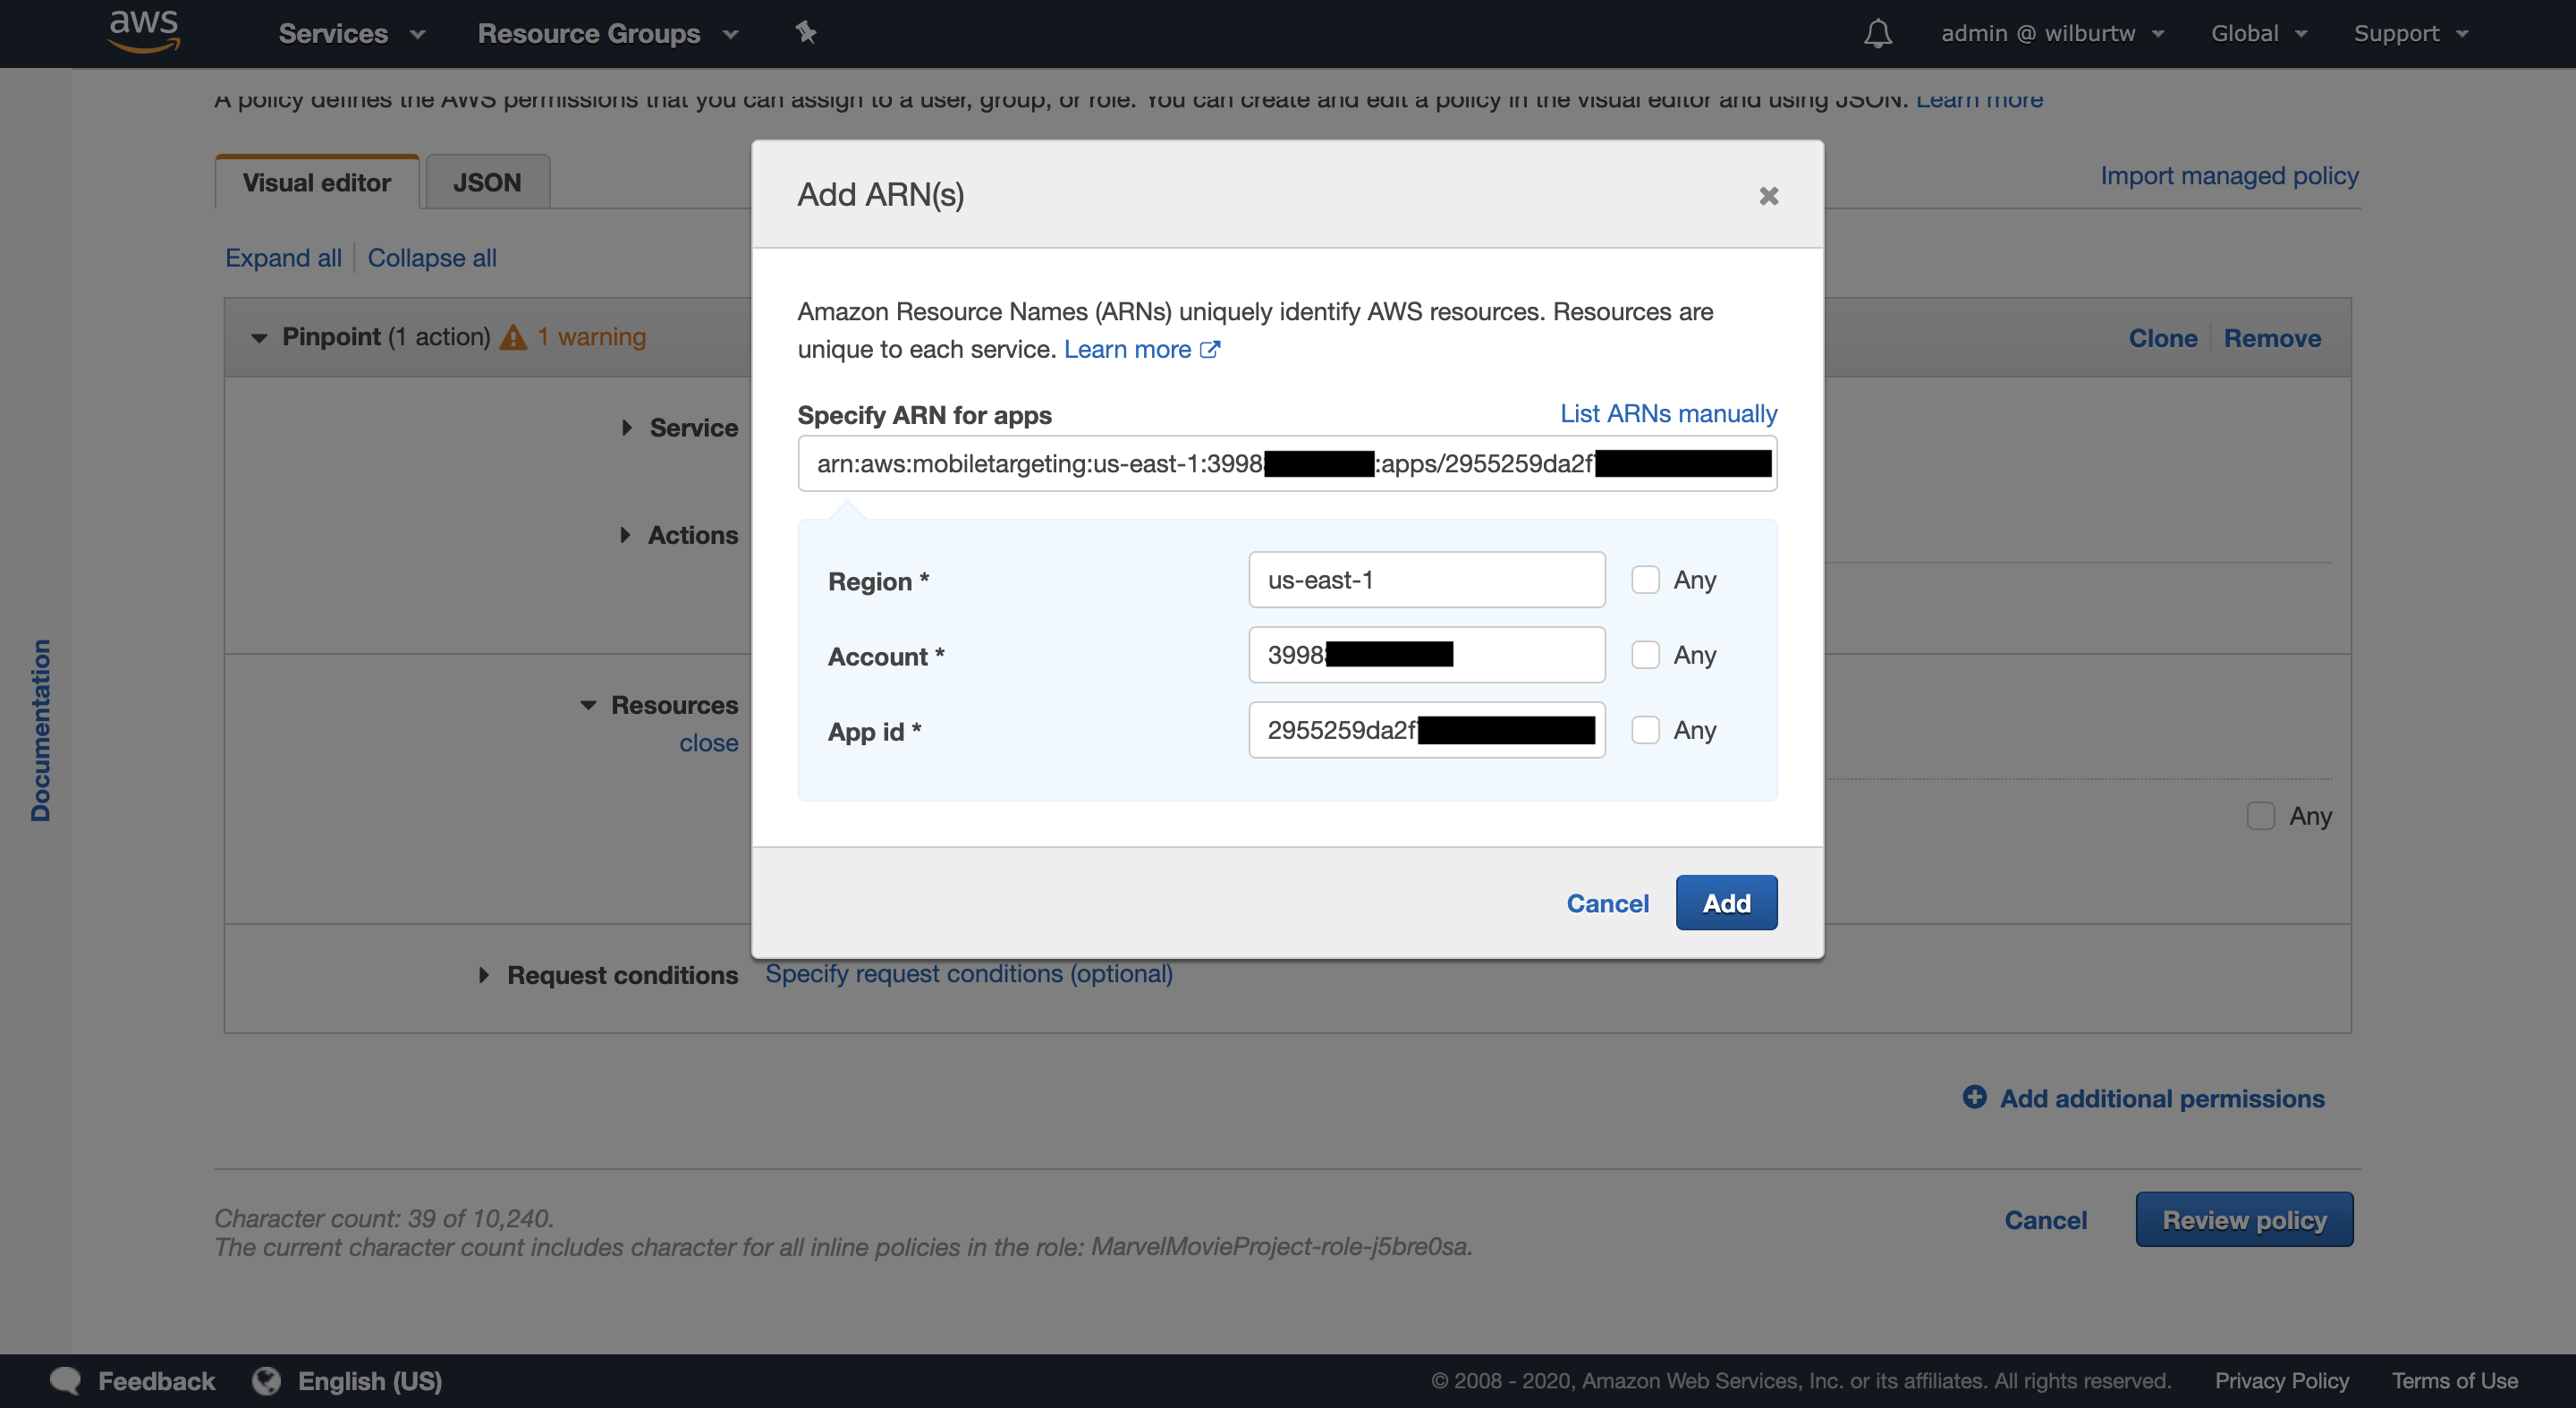 aws
Services
Resource Groups
admin @ wilburtw
Global
Support
A policy defines the AWS permissions that you can assign to a user, group, or role. You can create and edit a policy in the visual editor and using JSON. Learn more
Visual editor
JSON
Import managed policy
Expand all
Collapse all
Pinpoint (1 action) 1 warning
Clone
Remove
Service
Actions
Resources
close
Any
Request conditions
Specify request conditions (optional)
Documentation
Add ARN(s)
Amazon Resource Names (ARNs) uniquely identify AWS resources. Resources are
unique to each service. Learn more
Specify ARN for apps
List ARNs manually
arn:aws:mobiletargeting:us-east-1:3998 :apps/2955259da2f
Region *
us-east-1
Any
Account *
3998
Any
App id *
2955259da2f
Any
Cancel
Add
Add additional permissions
Character count: 39 of 10,240.
The current character count includes character for all inline policies in the role: MarvelMovieProject-role-j5bre0sa.
Cancel
Review policy
Feedback
English (US)
© 2008 - 2020, Amazon Web Services, Inc. or its affiliates. All rights reserved.
Privacy Policy
Terms of Use